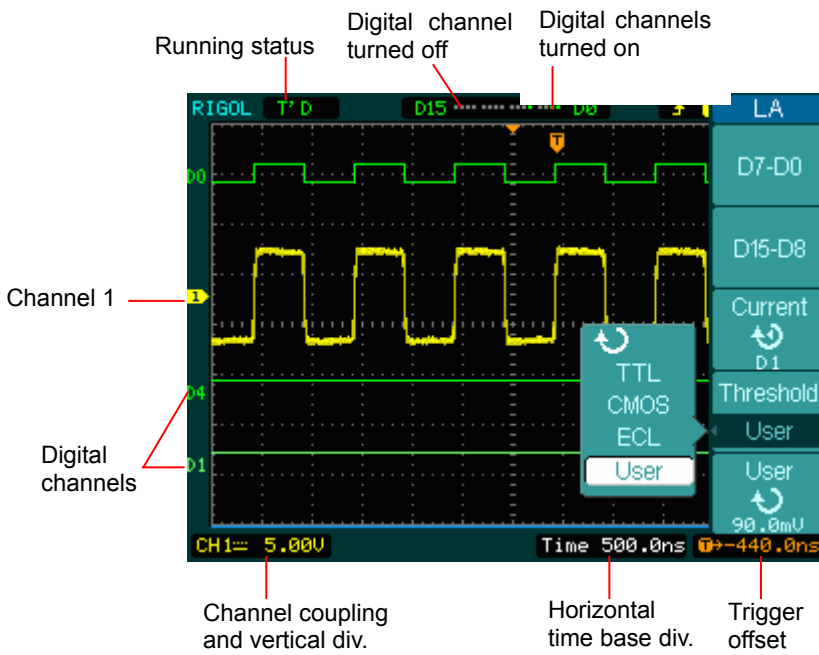 Digital channel
turned off
Digital channels
turned on
Running status
RIGOL T'D D15 D0 LA
D7-D0
D0
D15-D8
Channel 1
1
Current
D1
TTL
CMOS
ECL
User
Threshold
User
D4
Digital
channels
D1
User
90.0mV
CH1 5.00V Time 500.0ns T→-440.0ns
T
Channel coupling
and vertical div.
Horizontal
time base div.
Trigger
offset